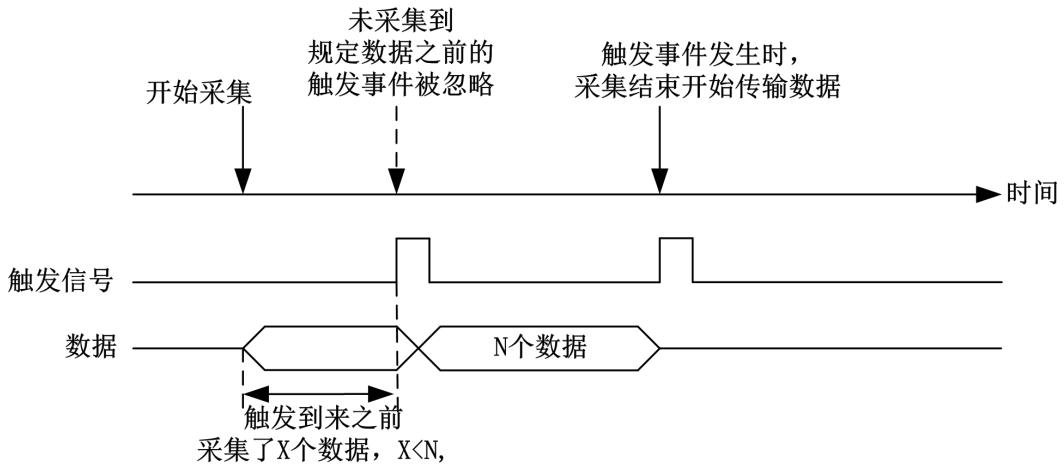 未采集到
规定数据之前的
触发事件被忽略
开始采集
触发事件发生时，
采集结束开始传输数据
时间
触发信号
数据
N个数据
触发到来之前
采集了X个数据，X<N,